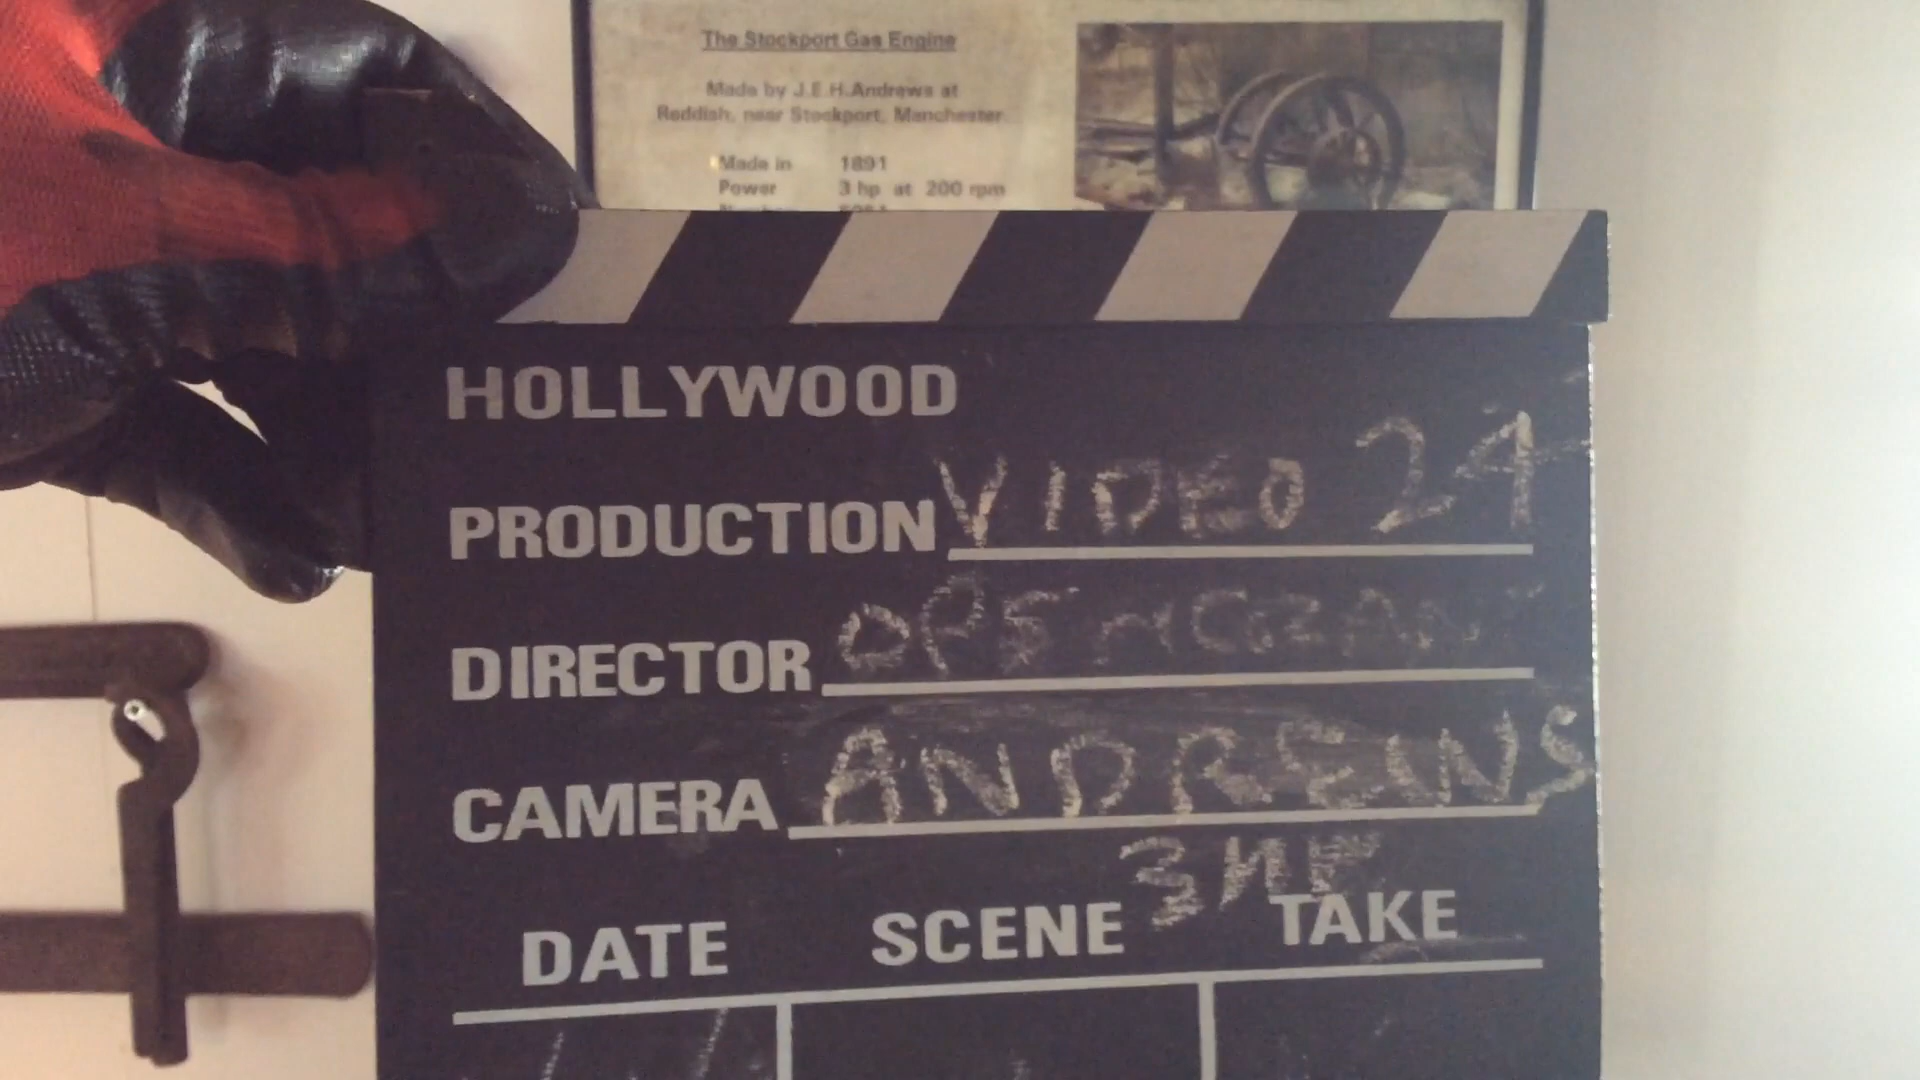 The Stockport Gas Engine
Made by J.E.H.Andrews at
Reddish, near Stockport, Manchester.
Made in 1891
Power 3 hp at 200 rpm
HOLLYWOOD
PRODUCTION VIDEO 24
DIRECTOR
CAMERA ANDREWS
3HP
DATE SCENE TAKE